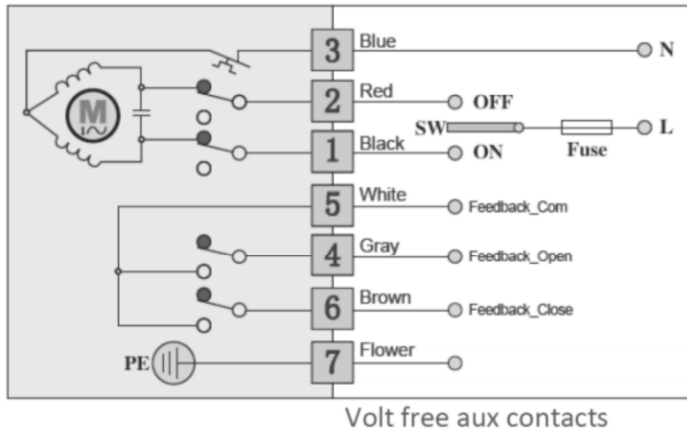 3 Blue N
2 Red OFF
SW Fuse L
1 Black ON
5 White Feedback_Com
4 Gray Feedback_Open
6 Brown Feedback_Close
PE 7 Flower
M
1
Volt free aux contacts